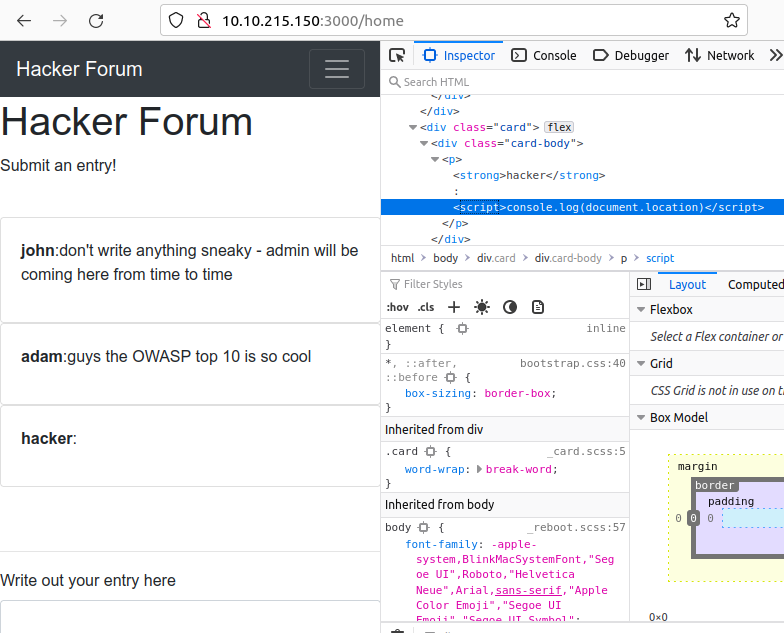 10.10.215.150:3000/home
Hacker Forum
Hacker Forum
Submit an entry!
john:don't write anything sneaky - admin will be
coming here from time to time
adam:guys the OWASP top 10 is so cool
hacker:
Write out your entry here
Inspector
Console
Debugger
Network
Search HTML
</div>
</div>
<div class="card"> flex
<div class="card-body">
<p>
<strong>hacker</strong>
:
<script>console.log(document.location)</script>
</p>
</div>
html > body > div.card > div.card-body > p > script
Filter Styles
:hov .cls
element { inline
}
*, ::after, bootstrap.css:40
::before {
box-sizing: border-box;
}
Inherited from div
.card { _card.scss:5
word-wrap: break-word;
}
Inherited from body
body { _reboot.scss:57
font-family: -apple-
system,BlinkMacSystemFont,"Seg
oe UI",Roboto,"Helvetica
Neue",Arial,sans-serif,"Apple
Color Emoji","Segoe UI
Emoji","Segoe UI Symbol";
Layout
Computed
Flexbox
Select a Flex container or
Grid
CSS Grid is not in use on t
Box Model
margin
border
padding
0 0 0
0×0